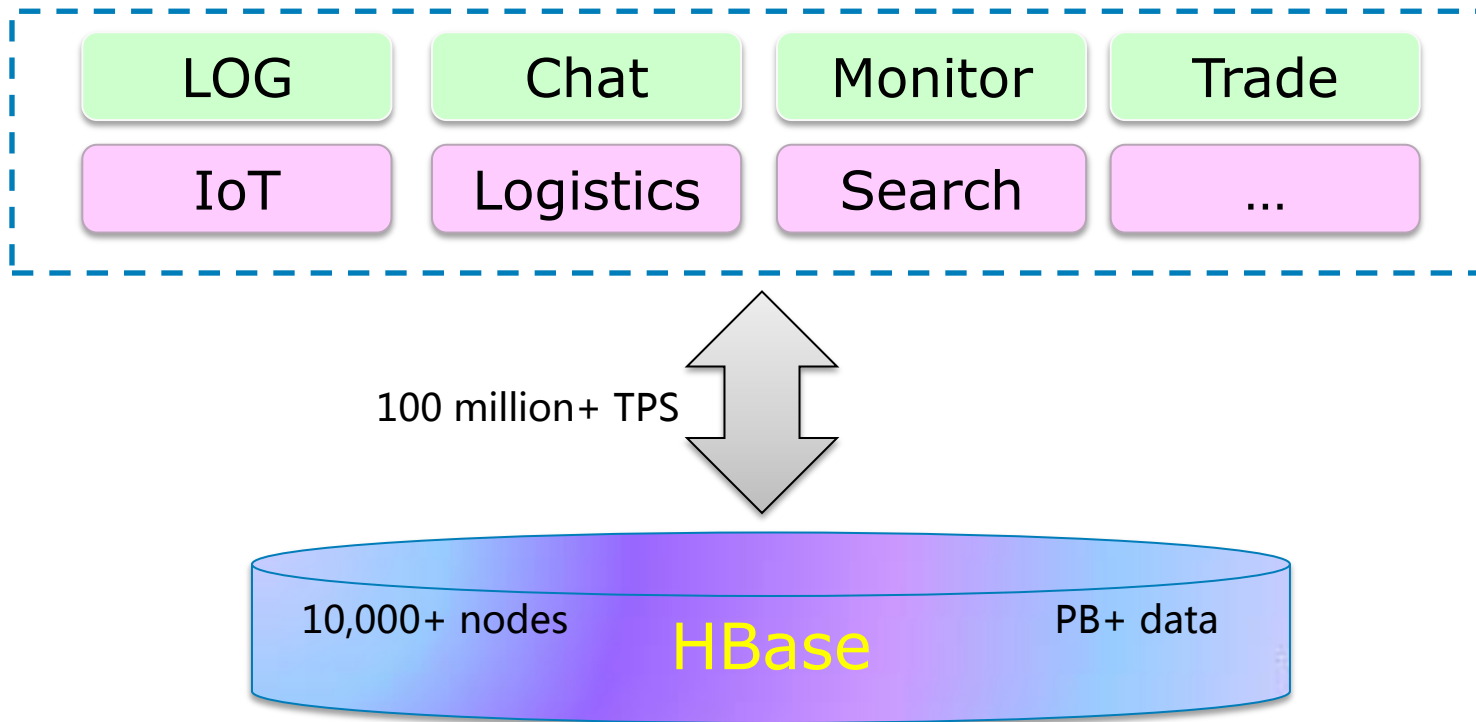 LOG
Chat
Monitor
Trade
IoT
Logistics
Search
...
100 million+ TPS
10,000+ nodes
HBase
PB+ data